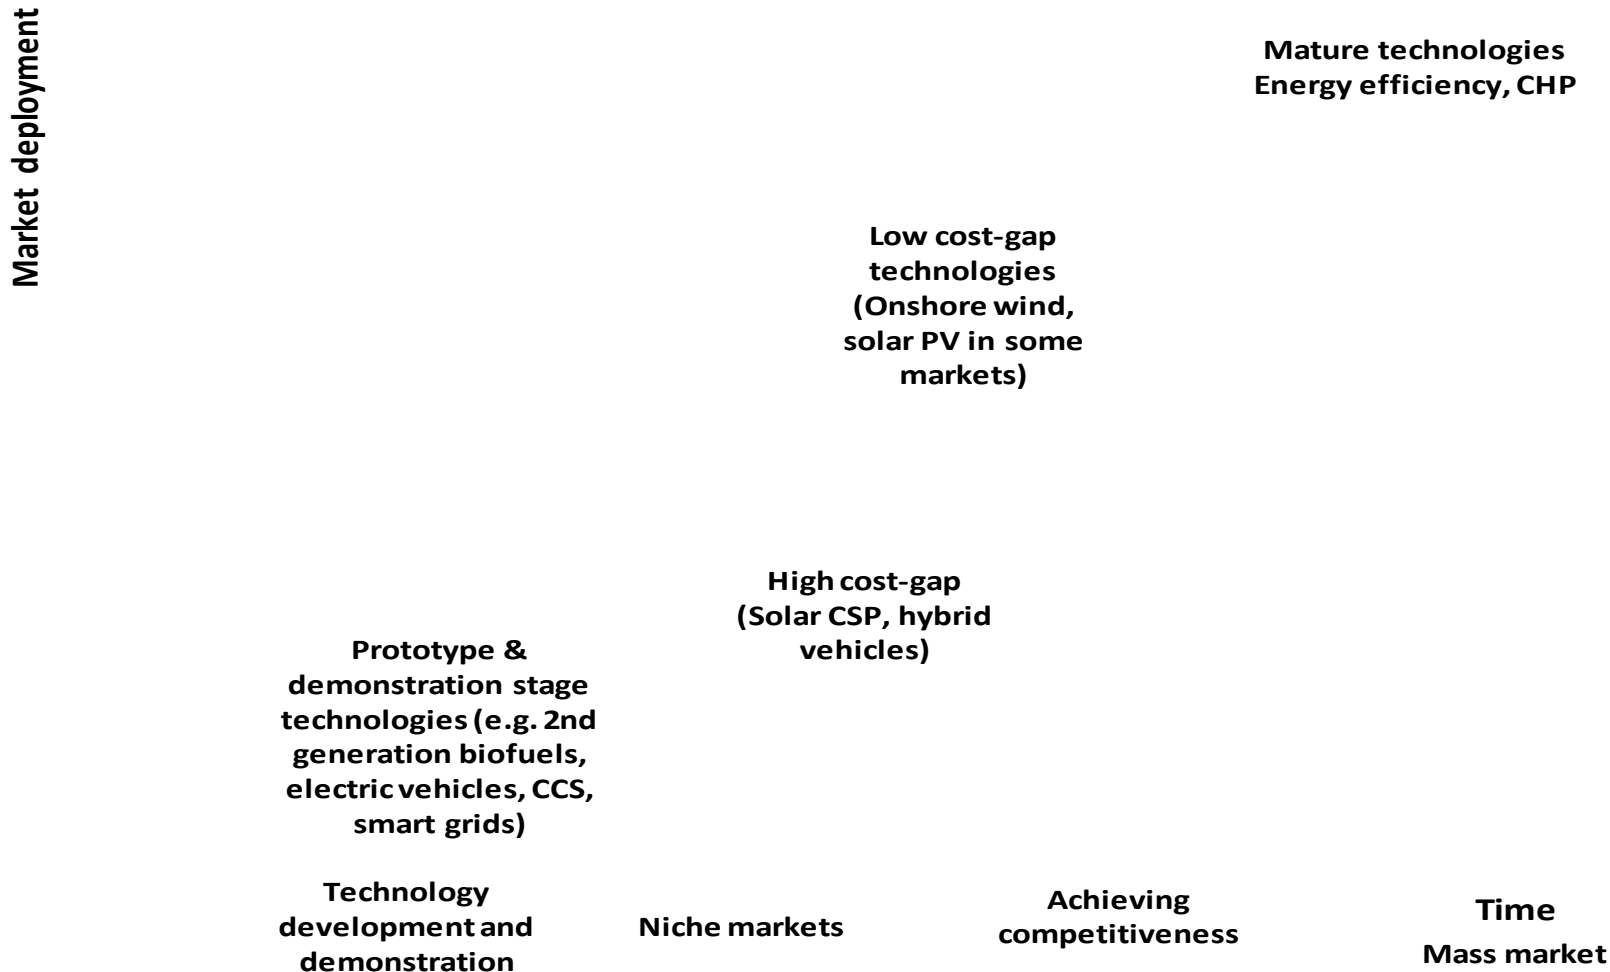 Market deployment
Mature technologies
Energy efficiency, CHP
Low cost-gap
technologies
(Onshore wind,
solar PV in some
markets)
High cost-gap
(Solar CSP, hybrid
vehicles)
Prototype &
demonstration stage
technologies (e.g. 2nd
generation biofuels,
electric vehicles, CCS,
smart grids)
Technology
development and
demonstration
Niche markets
Achieving
competitiveness
Time
Mass market